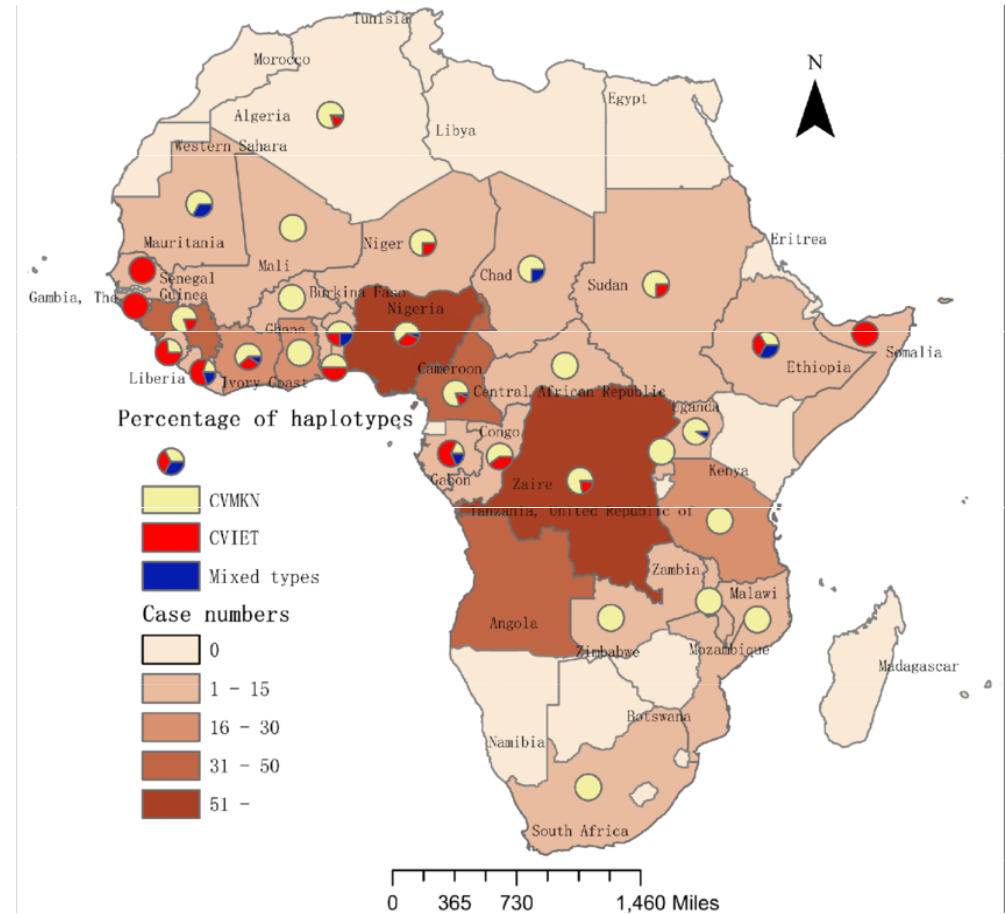 Tunisia
N
Morocco
Algeria
Egypt
Libya
Western Sahara
Mauritania
Niger
Eritrea
Mali
Chad
Senegal
Sudan
Gambia, The
Guinea
Burkina Faso
Nigeria
Ghana
Somalia
Liberia
Ivory Coast
Cameroon
Ethiopia
Central African Republic
Uganda
Percentage of haplotypes
Congo
Gabon
Kenya
Zaire
CVMKN
Tanzania, United Republic of
CVIET
Mixed types
Zambia
Malawi
Case numbers
Angola
0
Zimbabwe
Mozambique
Madagascar
1 - 15
16 - 30
Botswana
Namibia
31 - 50
51 -
South Africa
0 365 730 1,460 Miles